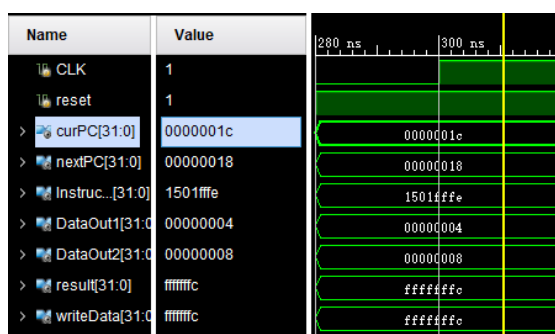 Name Value 280 ns 300 ns
CLK 1
reset 1
curPC[31:0] 0000001c 0000001c
nextPC[31:0] 00000018 00000018
Instruc...[31:0] 1501fffe 1501fffe
DataOut1[31:0 00000004 00000004
DataOut2[31:0 00000008 00000008
result[31:0] fffffffc fffffffc
writeData[31:0 fffffffc fffffffc